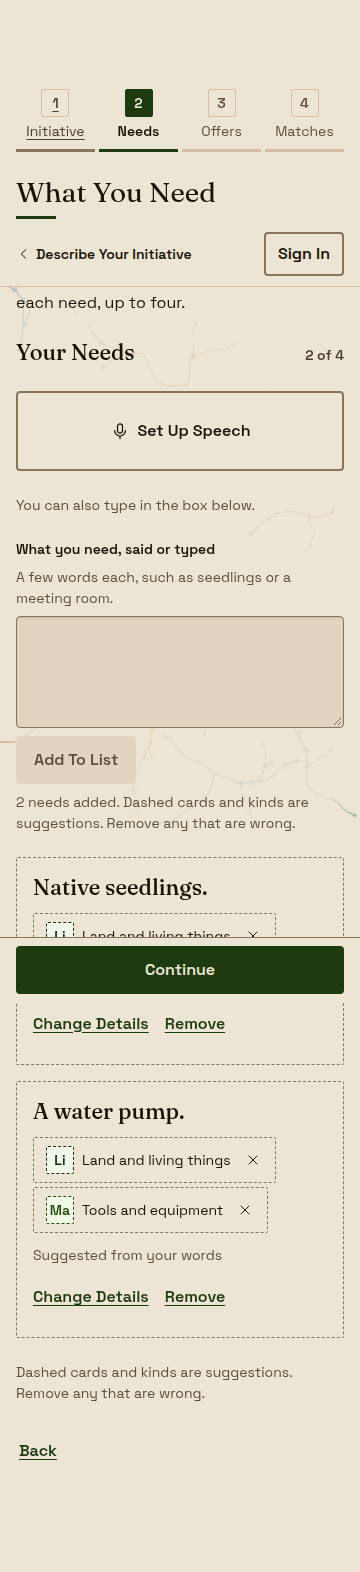 1
Initiative
2
Needs
3
Offers
4
Matches
What You Need
Describe Your Initiative
Sign In
each need, up to four.
Your Needs
2 of 4
Set Up Speech
You can also type in the box below.
What you need, said or typed
A few words each, such as seedlings or a
meeting room.
Add To List
2 needs added. Dashed cards and kinds are
suggestions. Remove any that are wrong.
Native seedlings.
Li
Land and living things
Continue
Change Details
Remove
A water pump.
Li
Land and living things
Ma
Tools and equipment
Suggested from your words
Change Details
Remove
Dashed cards and kinds are suggestions.
Remove any that are wrong.
Back